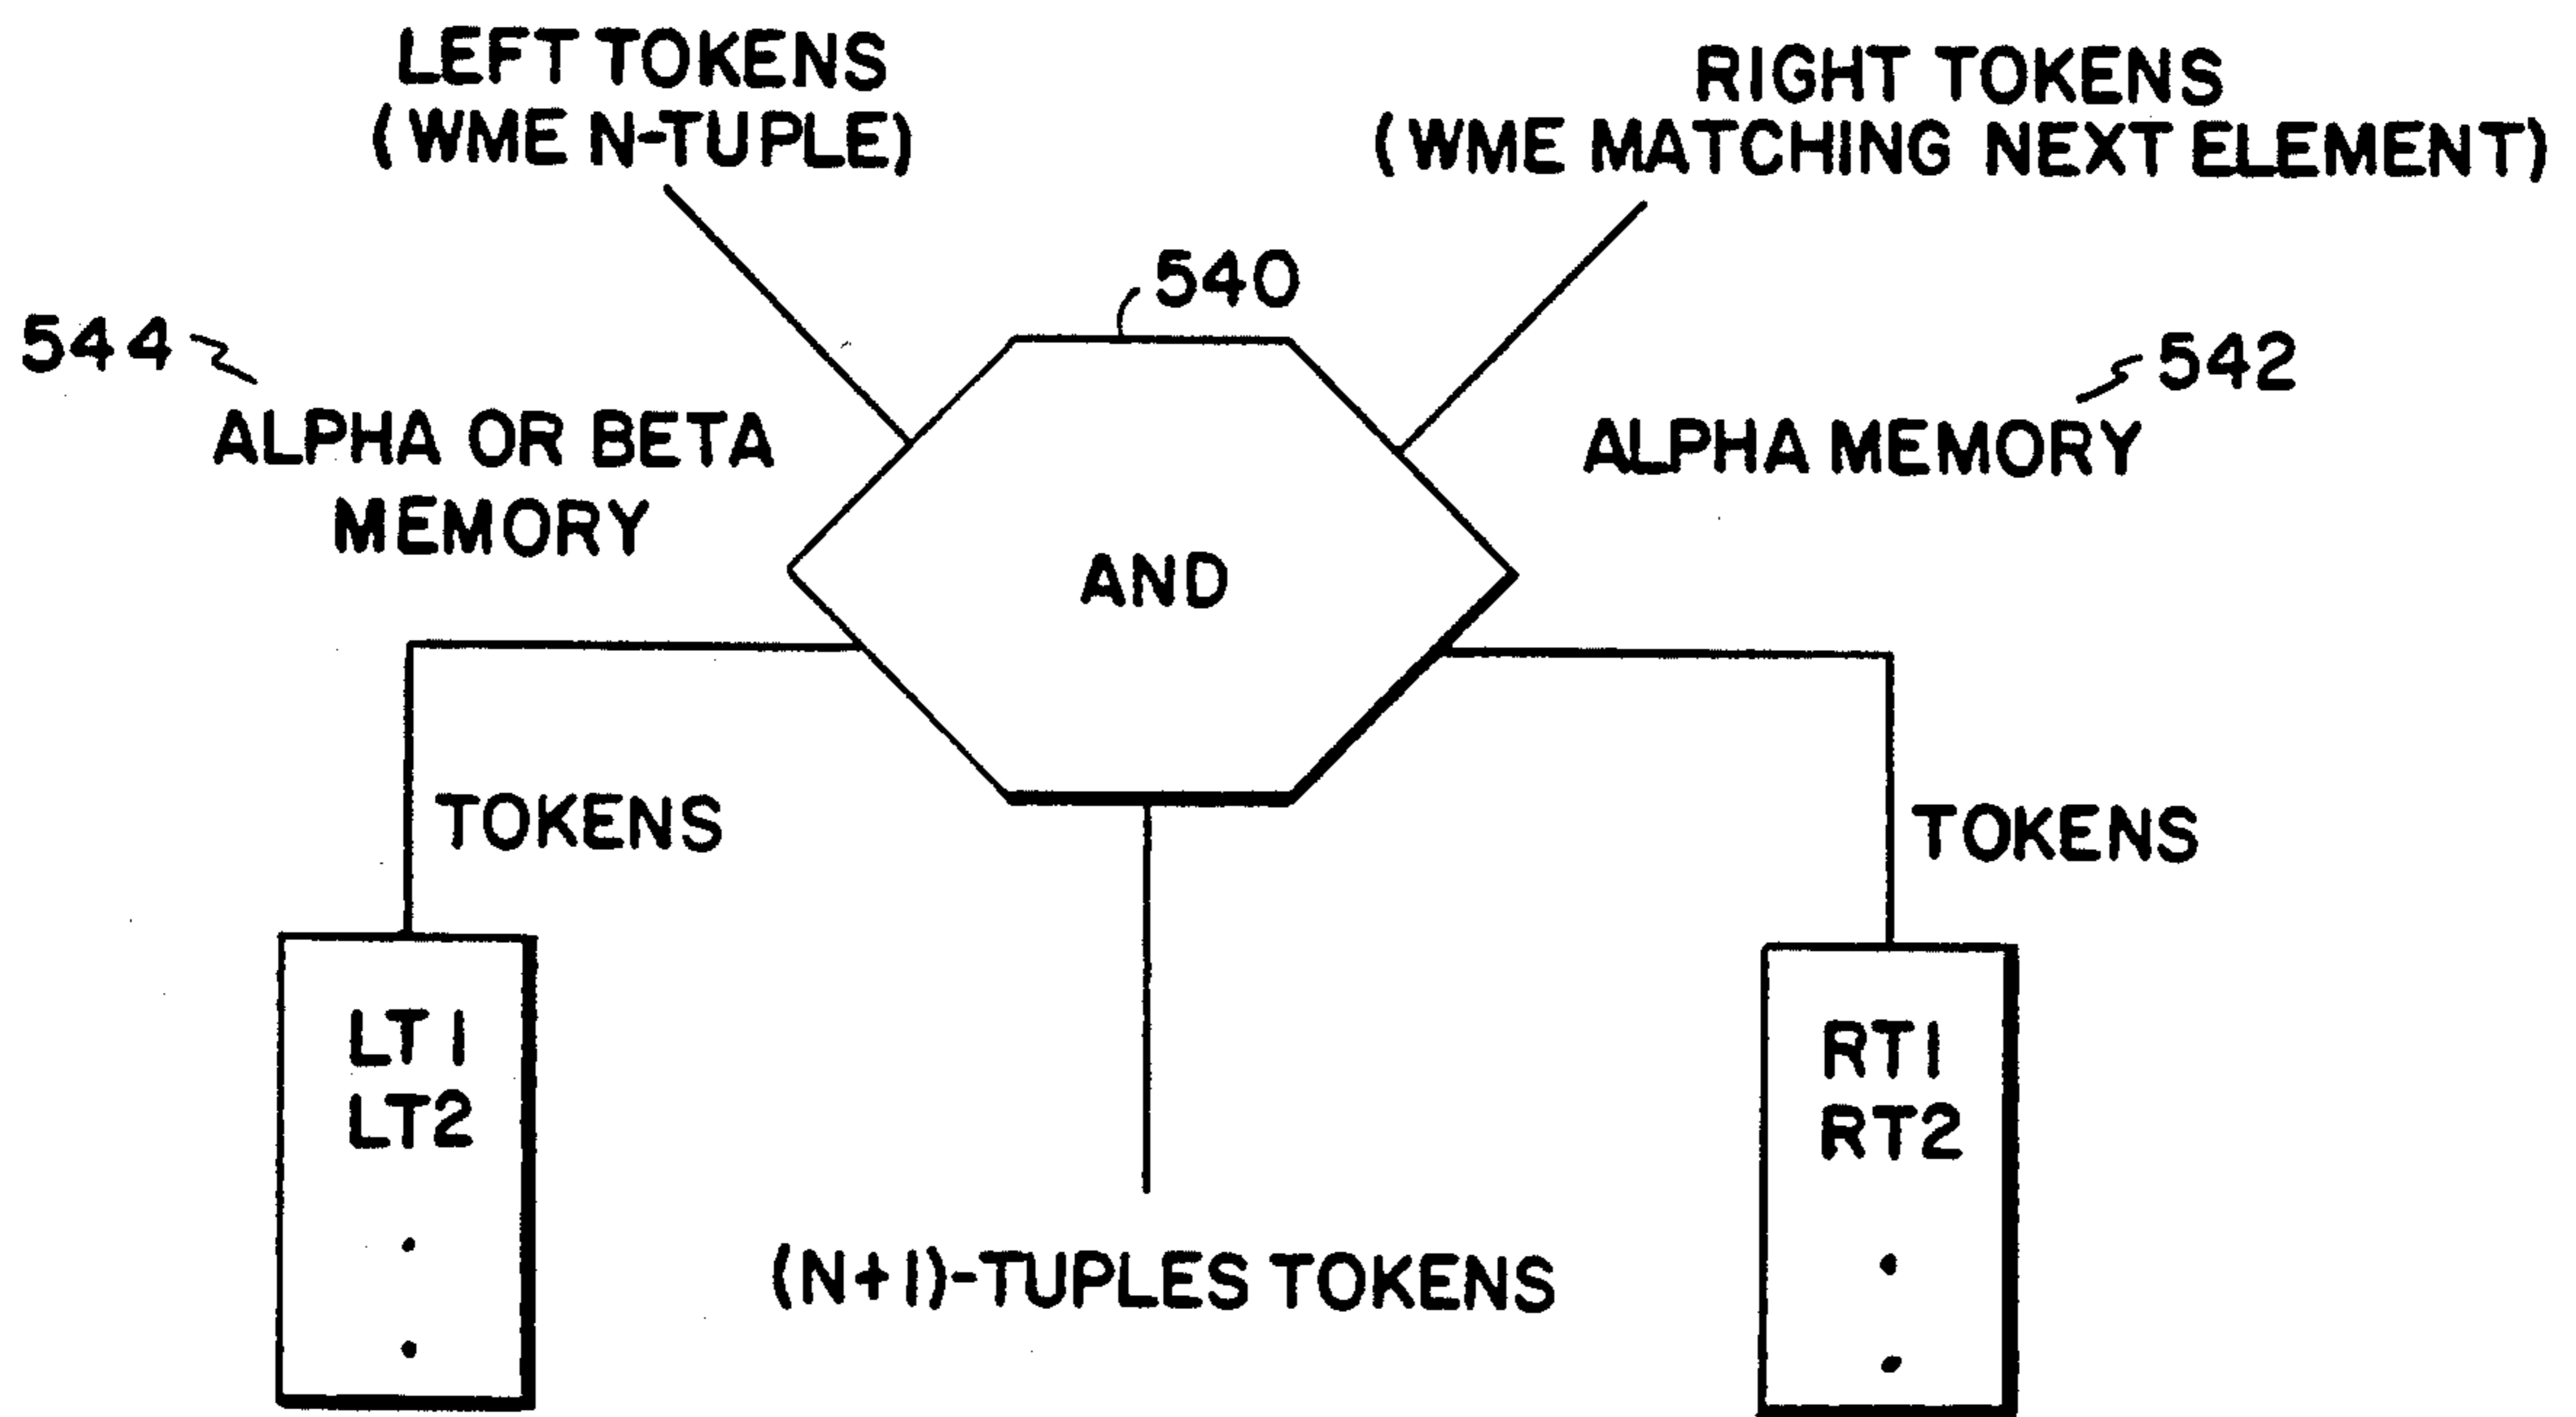 LEFT TOKENS
(WME N-TUPLE)
RIGHT TOKENS
(WME MATCHING NEXT ELEMENT)
540
544
542
ALPHA OR BETA
MEMORY
ALPHA MEMORY
AND
TOKENS
TOKENS
LT1
LT2
.
.
RT1
RT2
.
.
(N+1)-TUPLES TOKENS